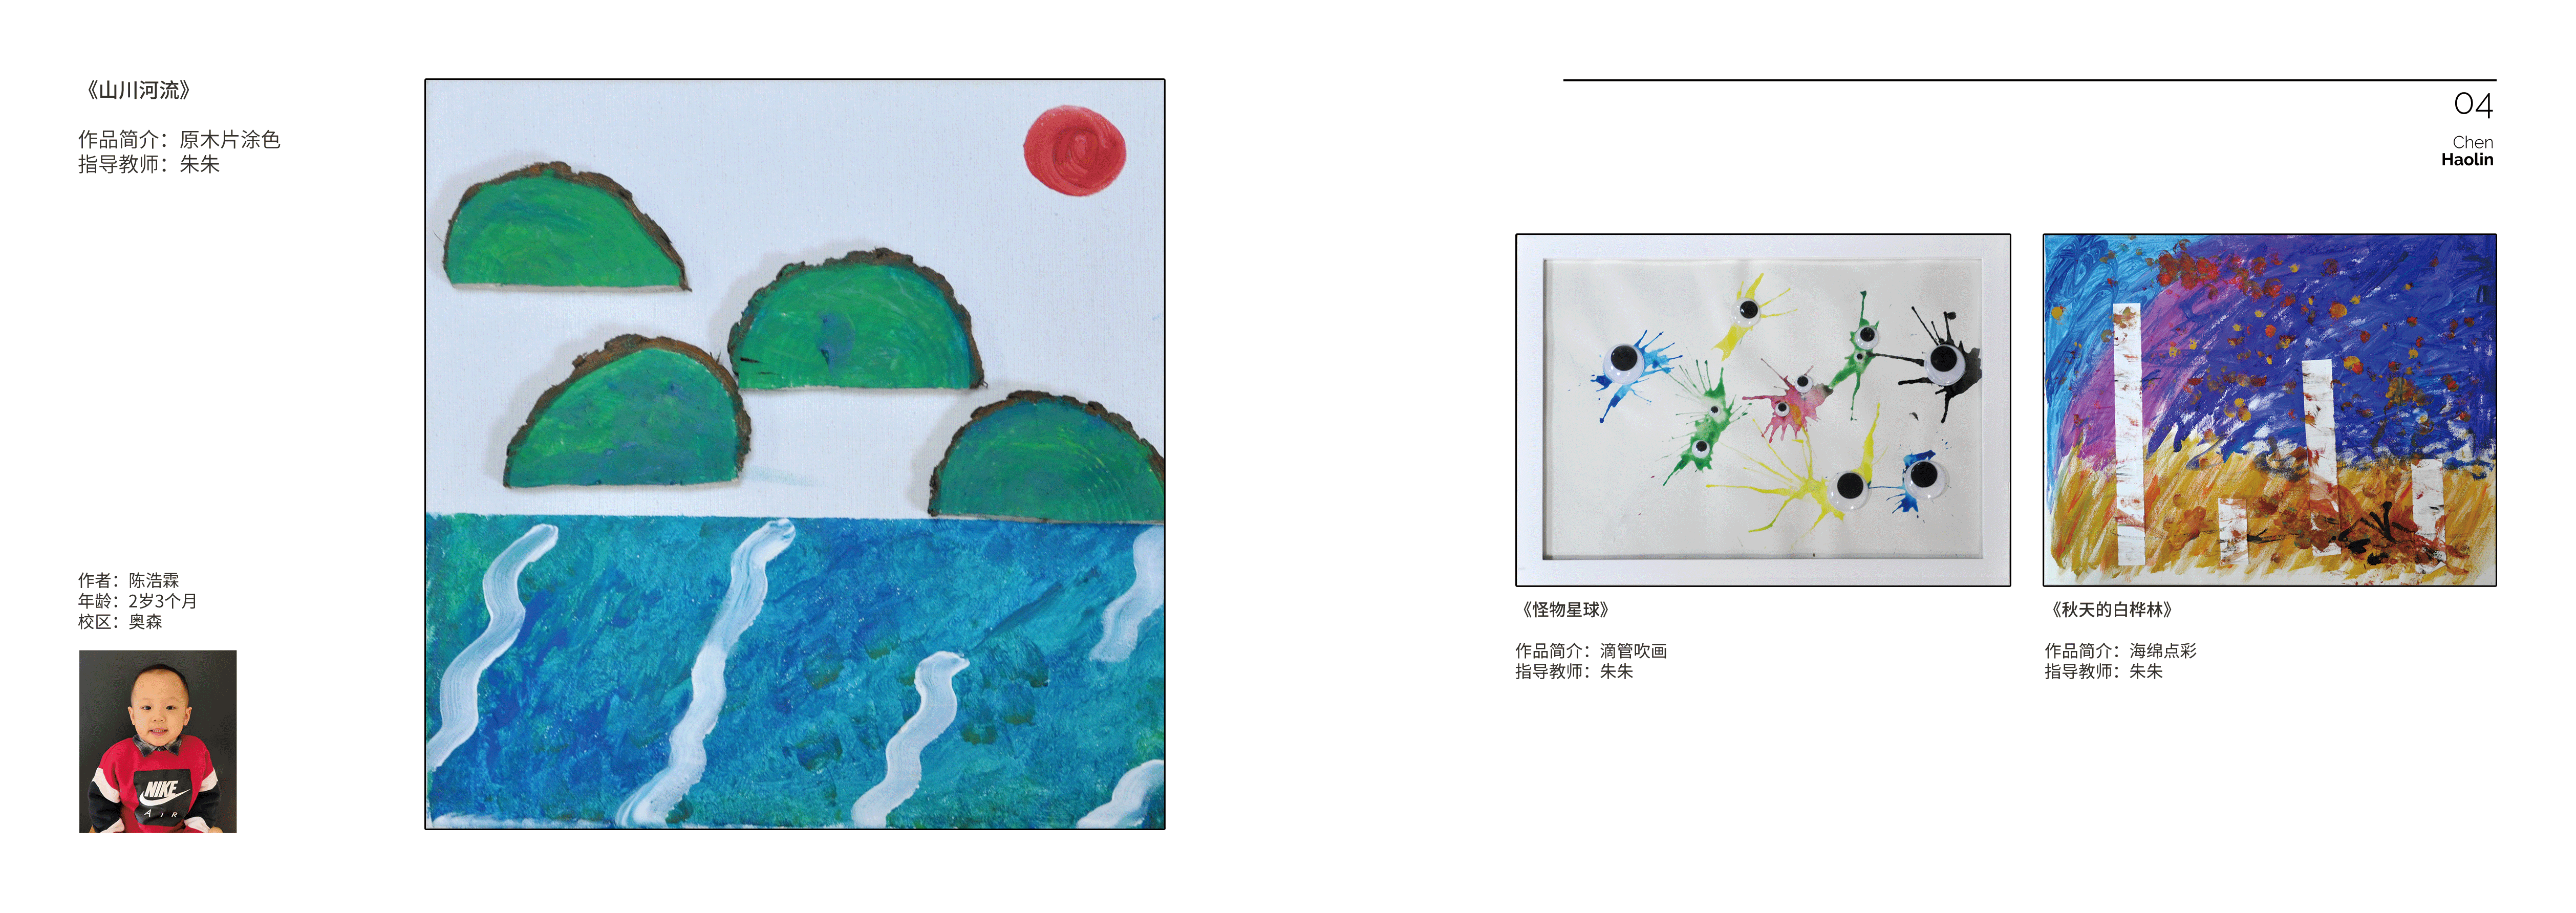 《山川河流》
作品简介：原木片涂色
指导教师：朱朱
作者：陈浩霖
年龄：2岁3个月
校区：奥森
NIKE
AIR
04
Chen
Haolin
《怪物星球》
作品简介：滴管吹画
指导教师：朱朱
《秋天的白桦林》
作品简介：海绵点彩
指导教师：朱朱